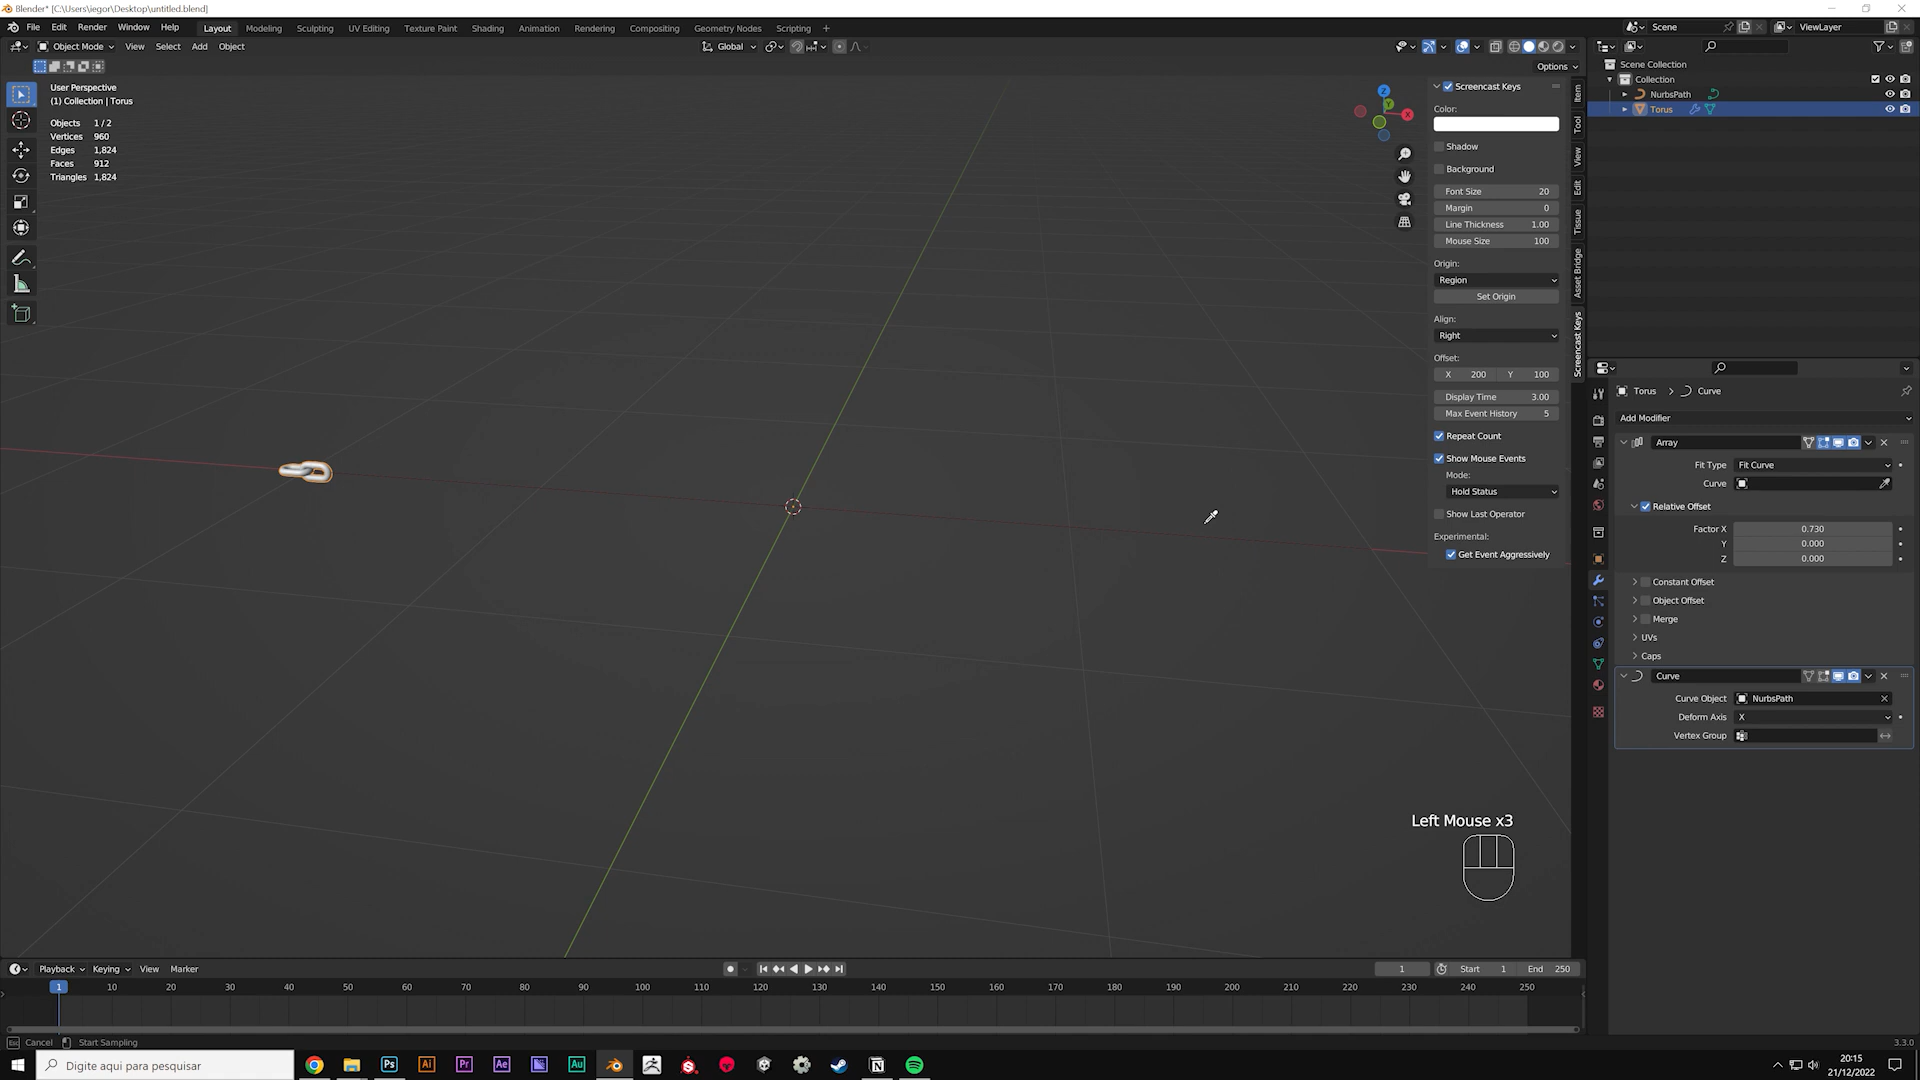 Blender* [C:\Users\iegor\Desktop\untitled.blend]
File Edit Render Window Help Layout Modeling Sculpting UV Editing Texture Paint Shading Animation Rendering Compositing Geometry Nodes Scripting + Scene ViewLayer
Object Mode View Select Add Object Global
Options
User Perspective
(1) Collection | Torus
Objects 1 / 2
Vertices 960
Edges 1,824
Faces 912
Triangles 1,824
Z
Y
X
Screencast Keys
Color:
Shadow
Background
Font Size 20
Margin 0
Line Thickness 1.00
Mouse Size 100
Origin:
Region
Set Origin
Align:
Right
Offset:
X 200 Y 100
Display Time 3.00
Max Event History 5
Repeat Count
Show Mouse Events
Mode:
Hold Status
Show Last Operator
Experimental:
Get Event Aggressively
Item
Tool
View
Edit
Tissue
Asset Bridge
Screencast Keys
Scene Collection
Collection
NurbsPath
Torus
Torus > Curve
Add Modifier
Array
Fit Type Fit Curve
Curve
Relative Offset
Factor X 0.730
Y 0.000
Z 0.000
Constant Offset
Object Offset
Merge
UVs
Caps
Curve
Curve Object NurbsPath
Deform Axis X
Vertex Group
Left Mouse x3
Playback Keying View Marker 1 Start 1 End 250
1 10 20 30 40 50 60 70 80 90 100 110 120 130 140 150 160 170 180 190 200 210 220 230 240 250
Esc Cancel Start Sampling 3.3.0
Digite aqui para pesquisar
Ps Ai Pr Ae Au
20:15
21/12/2022